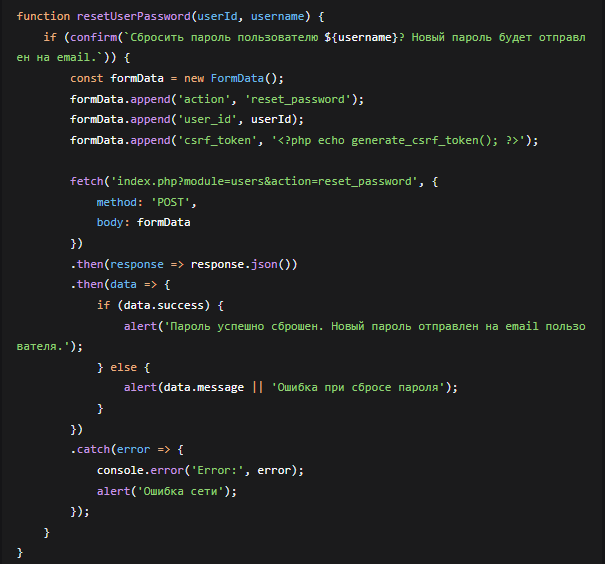 function resetUserPassword(userId, username) {
    if (confirm(`Сбросить пароль пользователю ${username}? Новый пароль будет отправл
ен на email.`)) {
        const formData = new FormData();
        formData.append('action', 'reset_password');
        formData.append('user_id', userId);
        formData.append('csrf_token', '<?php echo generate_csrf_token(); ?>');

        fetch('index.php?module=users&action=reset_password', {
            method: 'POST',
            body: formData
        })
        .then(response => response.json())
        .then(data => {
            if (data.success) {
                alert('Пароль успешно сброшен. Новый пароль отправлен на email пользо
вателя.');
            } else {
                alert(data.message || 'Ошибка при сбросе пароля');
            }
        })
        .catch(error => {
            console.error('Error:', error);
            alert('Ошибка сети');
        });
    }
}